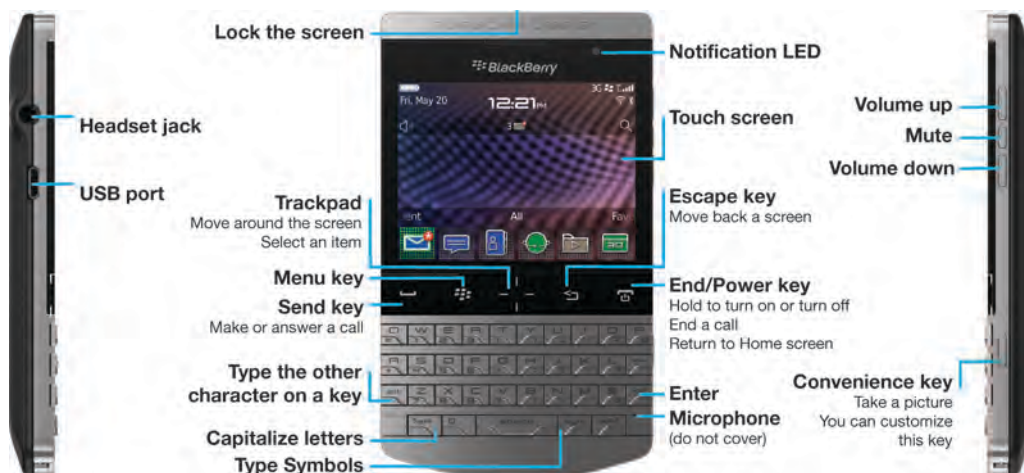 Lock the screen
Notification LED
BlackBerry
3G
Fri, May 20
12:21PM
3
Headset jack
USB port
Touch screen
Volume up
Mute
Volume down
Trackpad
Move around the screen
Select an item
Escape key
Move back a screen
All
Fav
Menu key
Send key
Make or answer a call
End/Power key
Hold to turn on or turn off
End a call
Return to Home screen
Type the other
character on a key
Enter
Microphone
(do not cover)
Capitalize letters
Type Symbols
Convenience key
Take a picture
You can customize
this key